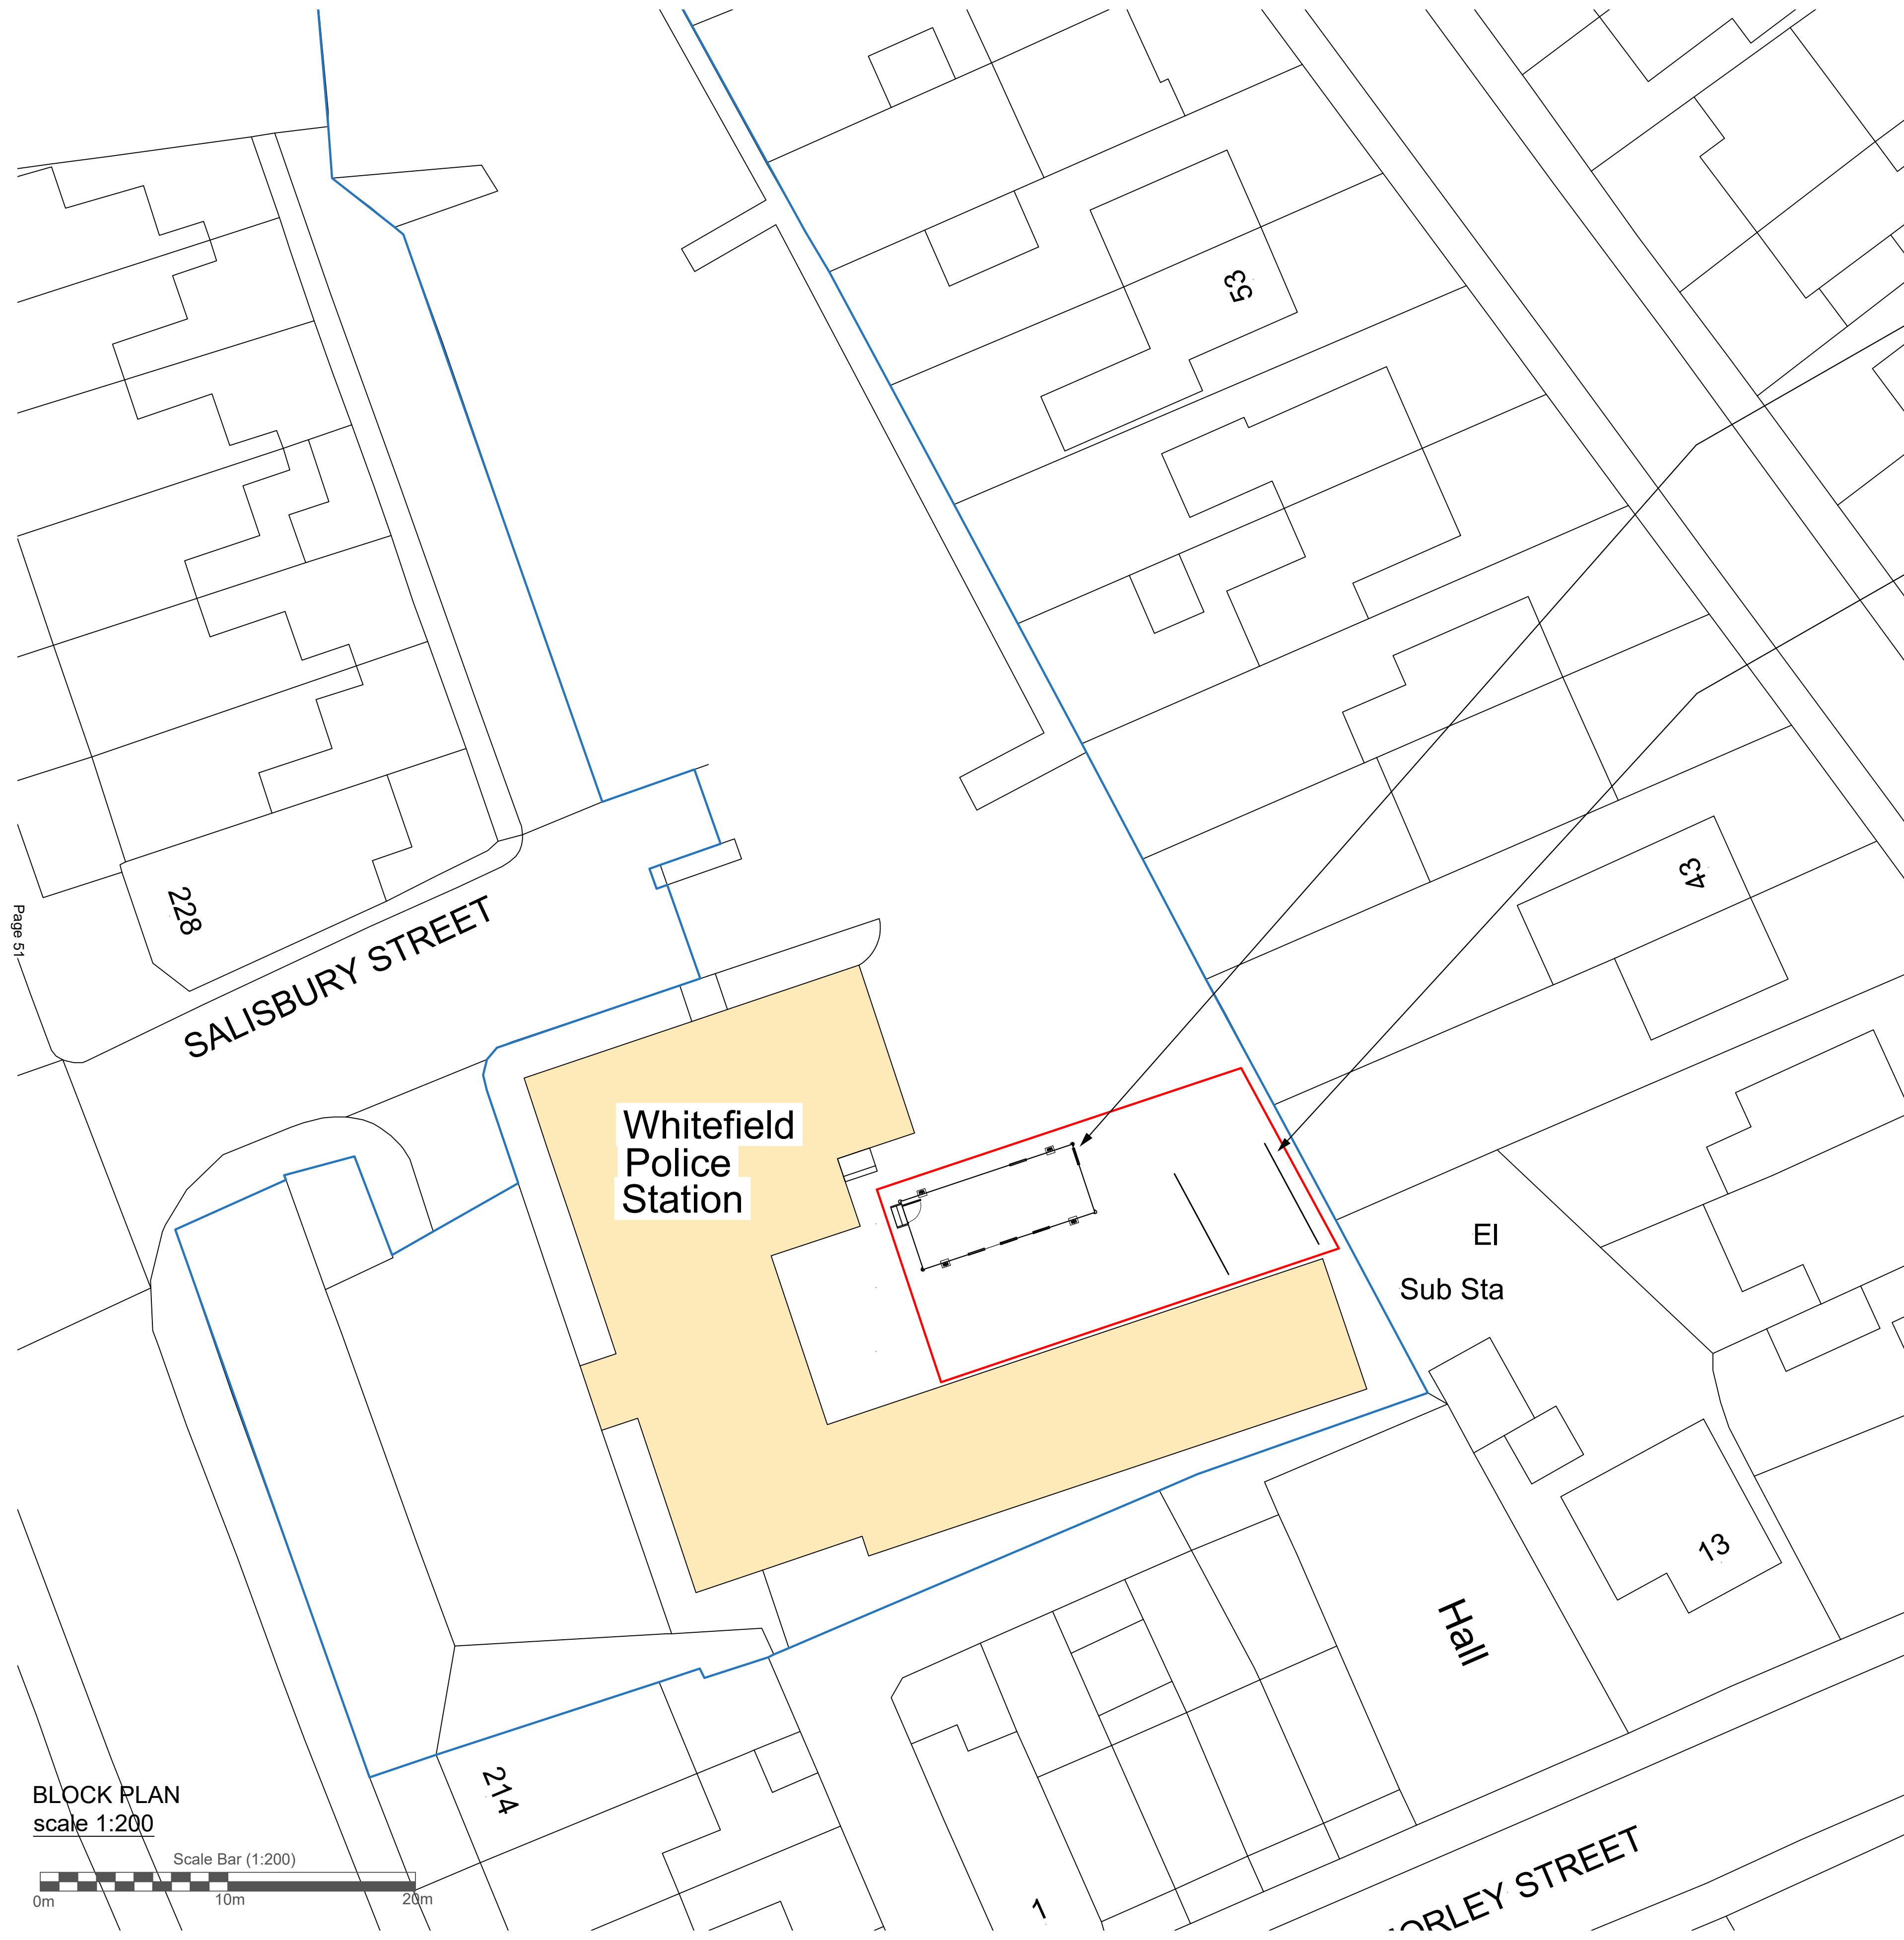 53
43
228
Page 51
SALISBURY STREET
Whitefield
Police
Station
El
Sub Sta
13
Hall
214
BLOCK PLAN
scale 1:200
Scale Bar (1:200)
0m 10m 20m
1
ORLEY STREET